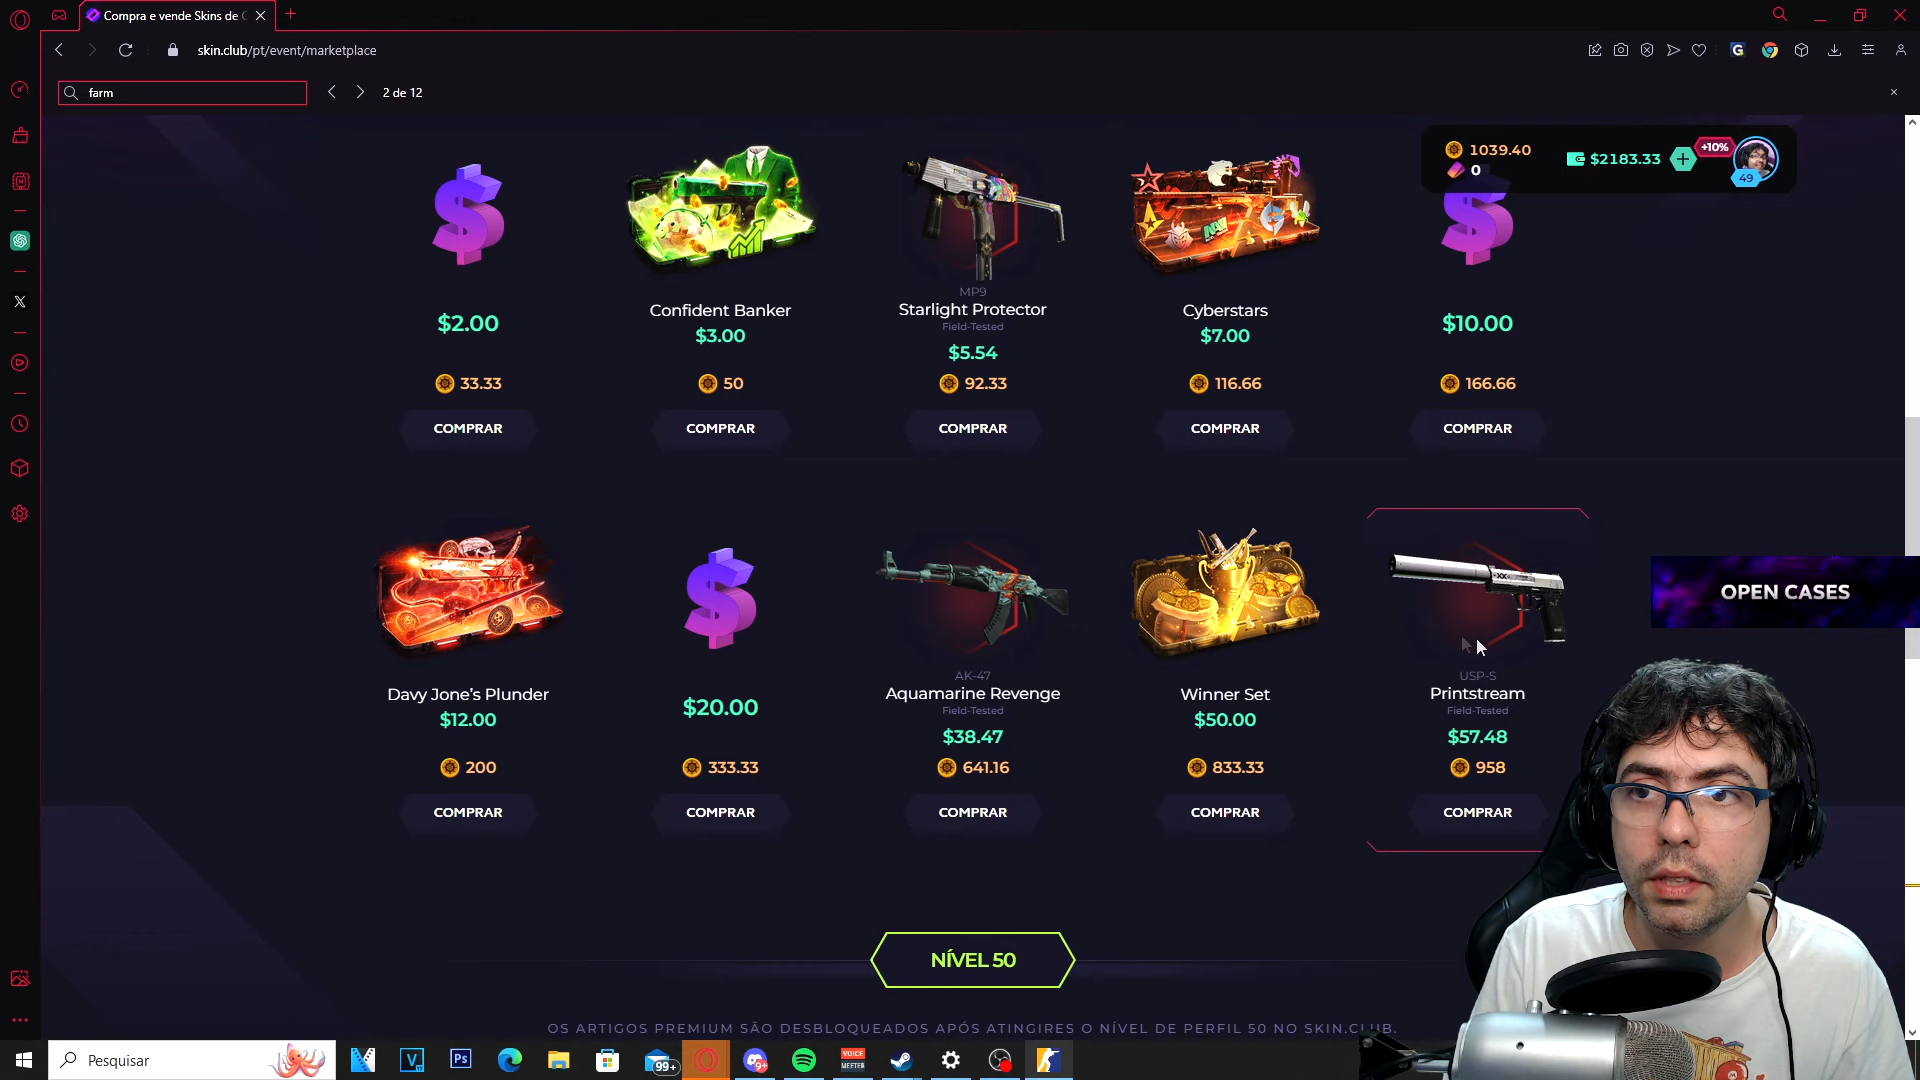 Compra e vende Skins de C
skin.club/pt/event/marketplace
G
farm
2 de 12
1039.40
0
$2183.33
+10%
49
$2.00
33.33
COMPRAR
Confident Banker
$3.00
50
COMPRAR
MP9
Starlight Protector
Field-Tested
$5.54
92.33
COMPRAR
Cyberstars
$7.00
116.66
COMPRAR
$10.00
166.66
COMPRAR
Davy Jone’s Plunder
$12.00
200
COMPRAR
$20.00
333.33
COMPRAR
AK-47
Aquamarine Revenge
Field-Tested
$38.47
641.16
COMPRAR
Winner Set
$50.00
833.33
COMPRAR
USP-S
Printstream
Field-Tested
$57.48
958
COMPRAR
OPEN CASES
NÍVEL 50
OS ARTIGOS PREMIUM SÃO DESBLOQUEADOS APÓS ATINGIRES O NÍVEL DE PERFIL 50 NO SKIN.CLUB.
Pesquisar
Ps
99+
9+
VOICE
MEETER